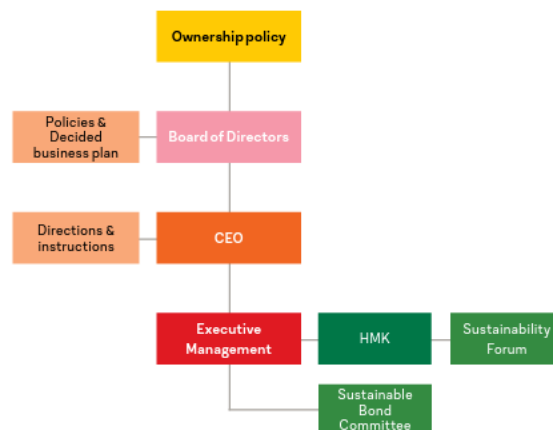 Ownership policy
Policies &
Decided
business plan
Board of Directors
Directions &
instructions
CEO
Executive
Management
HMK
Sustainability
Forum
Sustainable
Bond
Committee